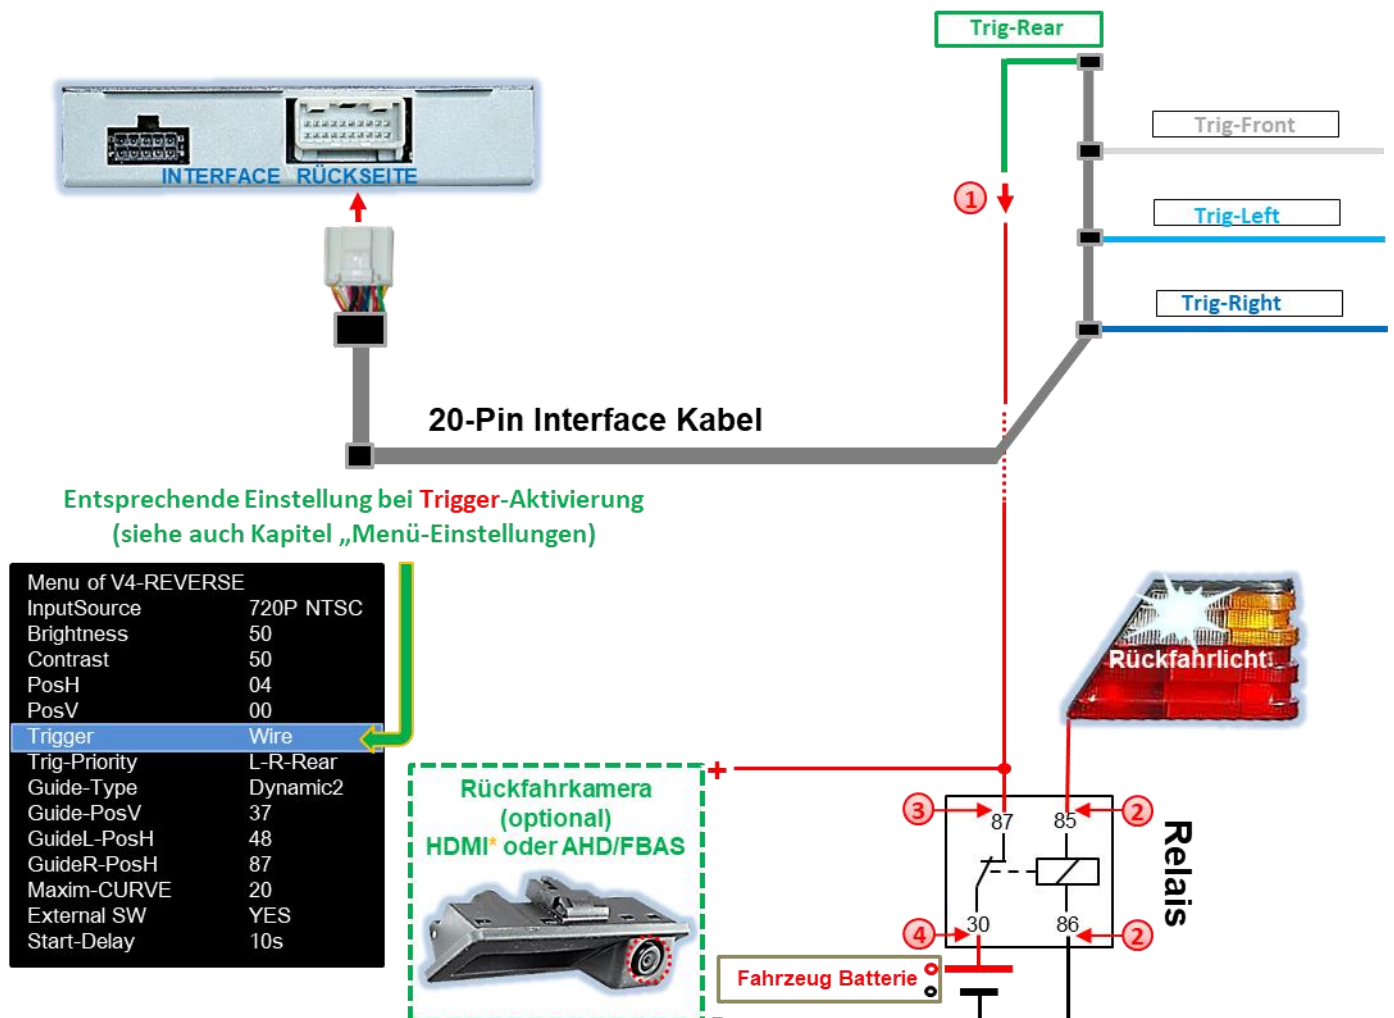 Trig-Rear
Trig-Front
INTERFACE RÜCKSEITE
1
Trig-Left
Trig-Right
20-Pin Interface Kabel
Entsprechende Einstellung bei Trigger-Aktivierung
(siehe auch Kapitel „Menü-Einstellungen)
Menu of V4-REVERSE
InputSource 720P NTSC
Brightness 50
Contrast 50
PosH 04
PosV 00
Trigger Wire
Trig-Priority L-R-Rear
Guide-Type Dynamic2
Guide-PosV 37
GuideL-PosH 48
GuideR-PosH 87
Maxim-CURVE 20
External SW YES
Start-Delay 10s
Rückfahrlicht
+
Rückfahrkamera
(optional)
HDMI* oder AHD/FBAS
3
87
85
2
Relais
4
30
86
2
Fahrzeug Batterie